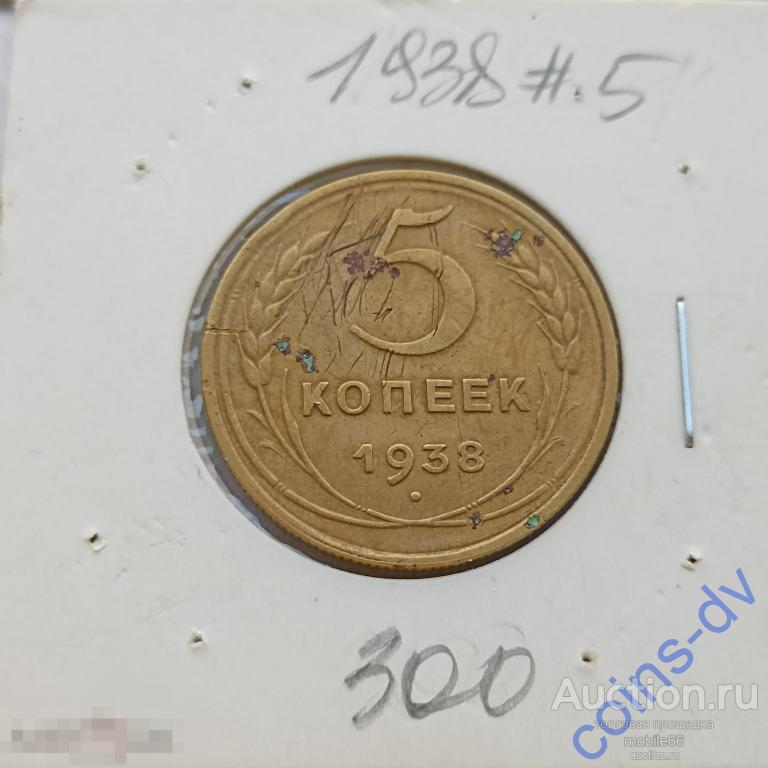 1938 # 5
5
КОПЕЕК
1938
300
coins-dv
Auction.ru
торговая площадка
mobile66
auction.ru